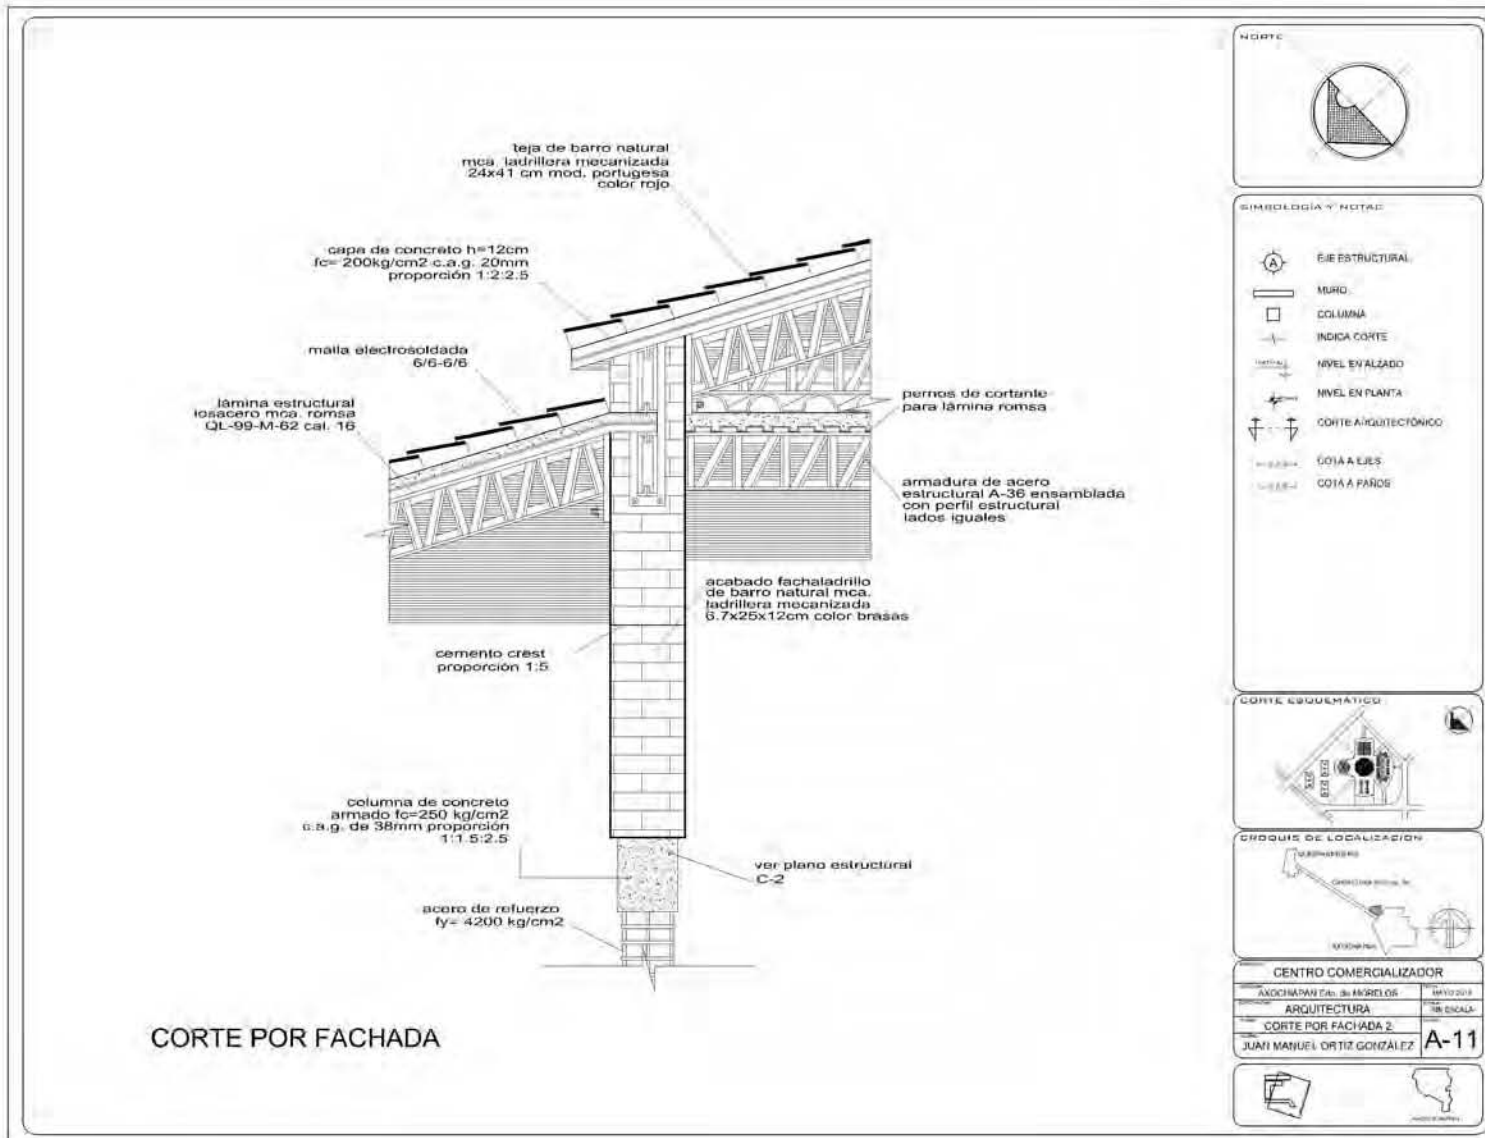 teja de barro natural
mca. ladrillera mecanizada
24x41 cm mod. portugesa
color rojo
capa de concreto h=12cm
fc= 200kg/cm2 c.a.g. 20mm
proporción 1:2:2.5
malla electrosoldada
6/6-6/6
lámina estructural
losacero mca. romsa
QL-99-M-62 cal. 16
pernos de cortante
para lámina romsa
armadura de acero
estructural A-36 ensamblada
con perfil estructural
lados iguales
acabado fachaladrillo
de barro natural mca.
ladrillera mecanizada
6.7x25x12cm color brasas
cemento crest
proporción 1:5
columna de concreto
armado fc=250 kg/cm2
c.a.g. de 38mm proporción
1:1.5:2.5
ver plano estructural
C-2
acero de refuerzo
fy= 4200 kg/cm2
CORTE POR FACHADA
NORTE
SIMBOLOGÍA Y NOTAS
A
EJE ESTRUCTURAL
MURO
COLUMNA
INDICA CORTE
NIVEL EN ALZADO
NIVEL EN PLANTA
CORTE ARQUITECTÓNICO
COTA A EJES
COTA A PAÑOS
CORTE ESQUEMÁTICO
CROQUIS DE LOCALIZACIÓN
CENTRO COMERCIALIZADOR
AXOCHIAPAN Edo. de MORELOS
ARQUITECTURA
SIN ESCALA
CORTE POR FACHADA 2
JUAN MANUEL ORTIZ GONZÁLEZ
A-11